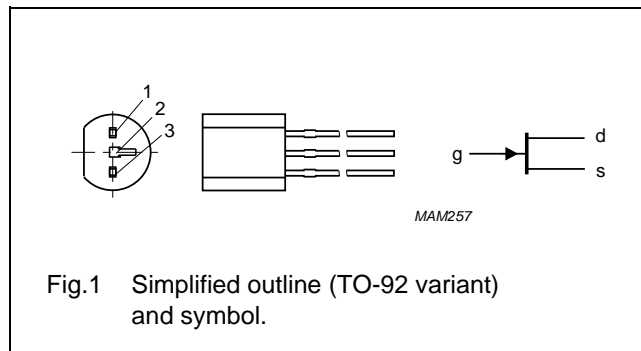 1
2
3
g
d
s
MAM257
Fig.1 Simplified outline (TO-92 variant)
and symbol.